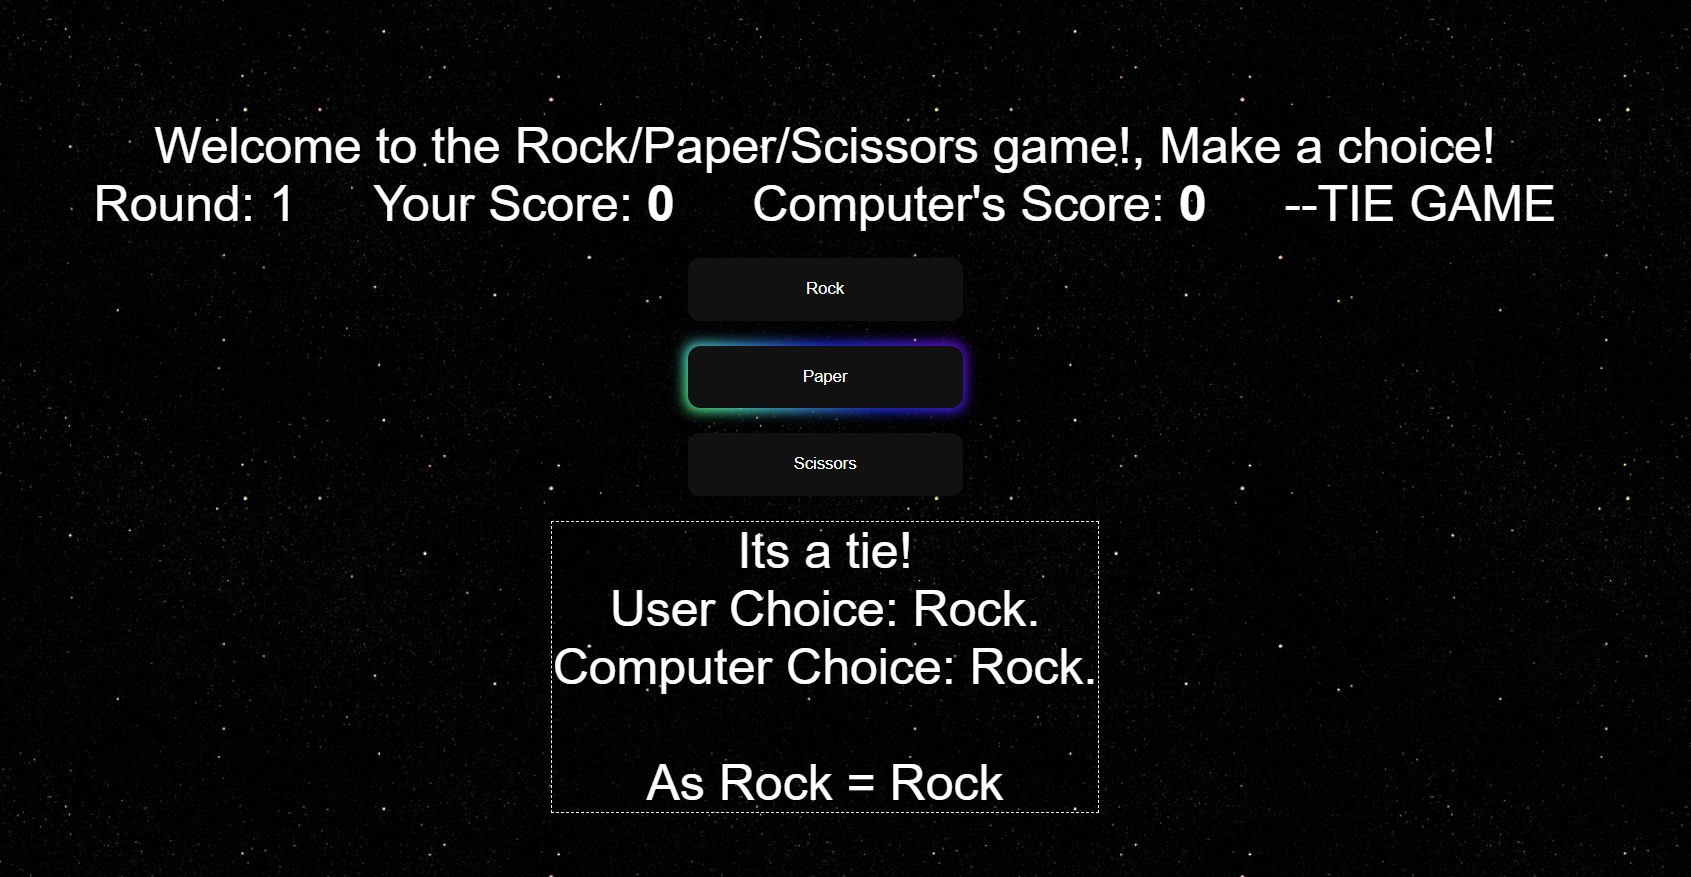 Welcome to the Rock/Paper/Scissors game!, Make a choice!
Round: 1 Your Score: 0 Computer's Score: 0 --TIE GAME
Rock
Paper
Scissors
Its a tie!
User Choice: Rock.
Computer Choice: Rock.
As Rock = Rock